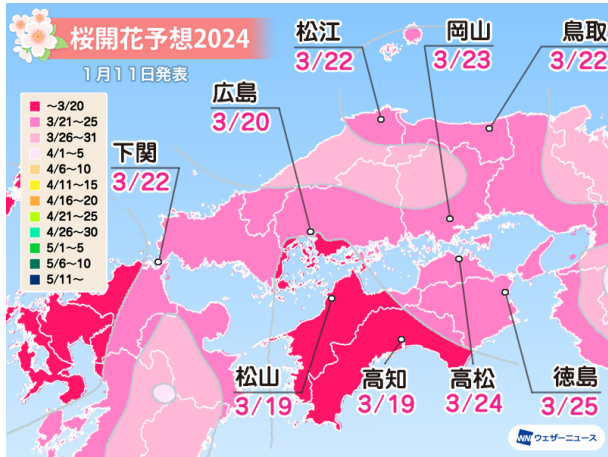 桜開花予想2024
1月11日発表
松江
3/22
岡山
3/23
鳥取
3/22
広島
3/20
下関
3/22
～3/20
3/21～25
3/26～31
4/1～5
4/6～10
4/11～15
4/16～20
4/21～25
4/26～30
5/1～5
5/6～10
5/11～
松山
3/19
高知
3/19
高松
3/24
徳島
3/25
WN ウェザーニュース